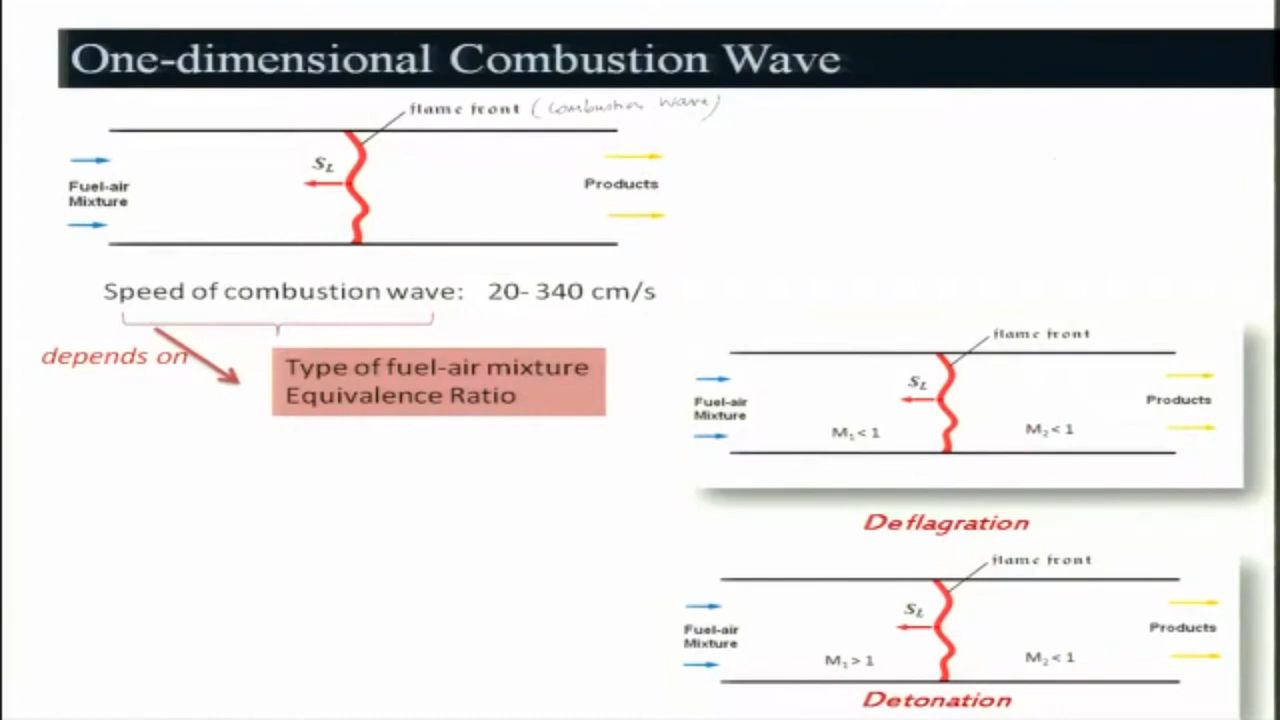 One-dimensional Combustion Wave
flame front (Combustion Wave)
S_L
Fuel-air
Mixture
Products
Speed of combustion wave: 20- 340 cm/s
depends on
Type of fuel-air mixture
Equivalence Ratio
flame front
S_L
Fuel-air
Mixture
Products
M₁ < 1
M₂ < 1
Deflagration
flame front
S_L
Fuel-air
Mixture
Products
M₁ > 1
M₂ < 1
Detonation